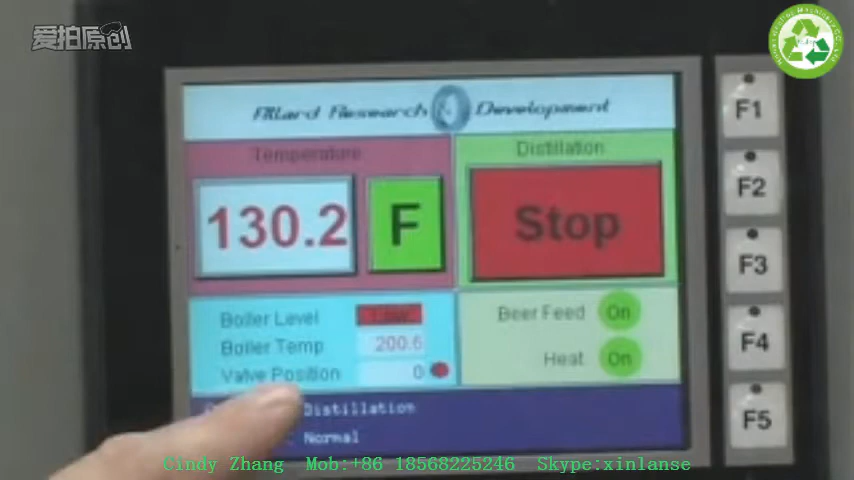 爱拍原创
Allard Research & Development
Temperature
Distillation
130.2
F
Stop
Boiler Level Low
Boiler Temp 200.6
Valve Position 0
Beer Feed On
Heat On
Distillation
Normal
F1
F2
F3
F4
F5
Cindy Zhang Mob:+86 18568225246 Skype:xinlanse